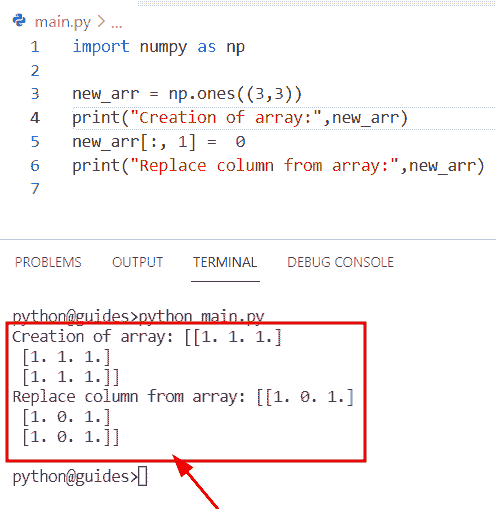 main.py > ...
1 import numpy as np
2
3 new_arr = np.ones((3,3))
4 print("Creation of array:",new_arr)
5 new_arr[:, 1] =  0
6 print("Replace column from array:",new_arr)
7
PROBLEMS OUTPUT TERMINAL DEBUG CONSOLE
python@guides>python main.py
Creation of array: [[1. 1. 1.]
 [1. 1. 1.]
 [1. 1. 1.]]
Replace column from array: [[1. 0. 1.]
 [1. 0. 1.]
 [1. 0. 1.]]
python@guides>